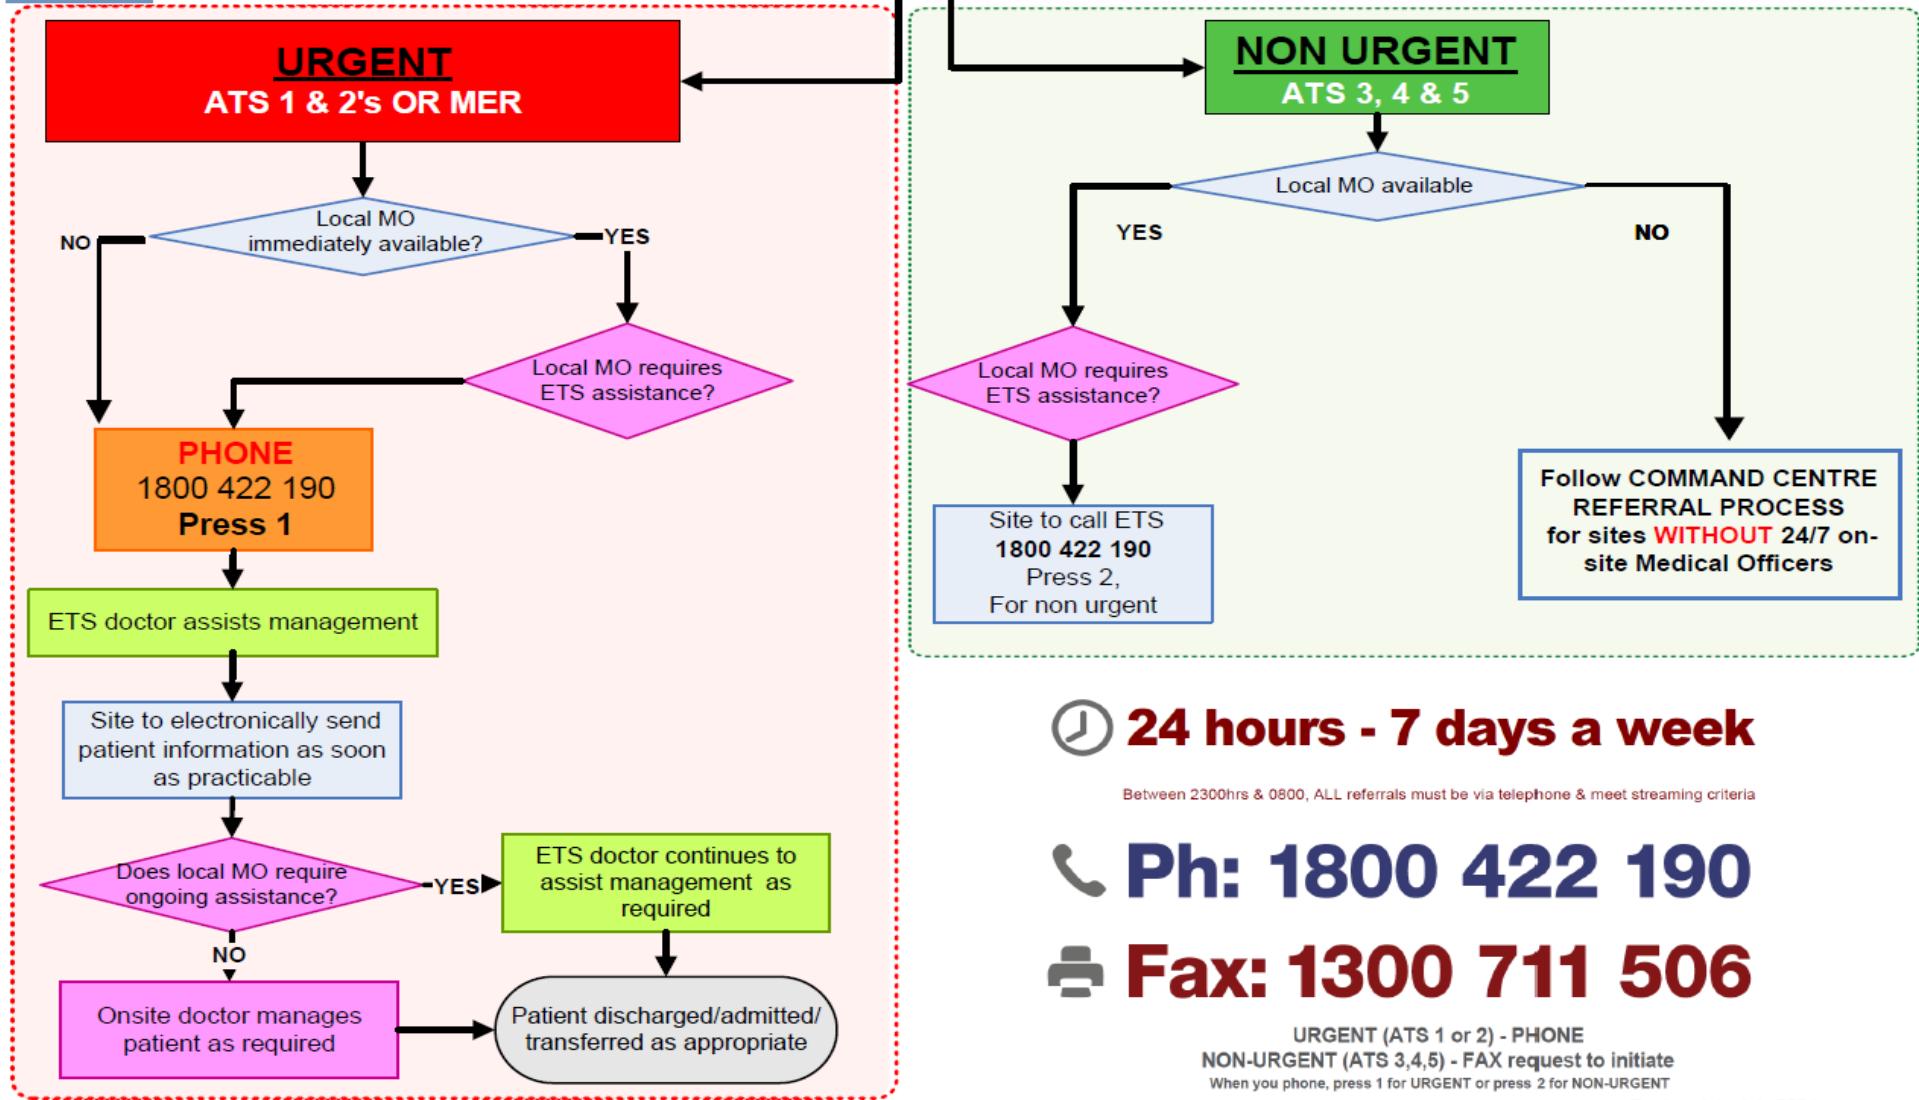 URGENT
ATS 1 & 2's OR MER
Local MO
immediately available?
NO
YES
Local MO requires
ETS assistance?
PHONE
1800 422 190
Press 1
ETS doctor assists management
Site to electronically send
patient information as soon
as practicable
Does local MO require
ongoing assistance?
YES
NO
ETS doctor continues to
assist management as
required
Onsite doctor manages
patient as required
Patient discharged/admitted/
transferred as appropriate
NON URGENT
ATS 3, 4 & 5
Local MO available
YES
NO
Local MO requires
ETS assistance?
Site to call ETS
1800 422 190
Press 2,
For non urgent
Follow COMMAND CENTRE
REFERRAL PROCESS
for sites WITHOUT 24/7 on-
site Medical Officers
24 hours - 7 days a week
Between 2300hrs & 0800, ALL referrals must be via telephone & meet streaming criteria
Ph: 1800 422 190
Fax: 1300 711 506
URGENT (ATS 1 or 2) - PHONE
NON-URGENT (ATS 3,4,5) - FAX request to initiate
When you phone, press 1 for URGENT or press 2 for NON-URGENT